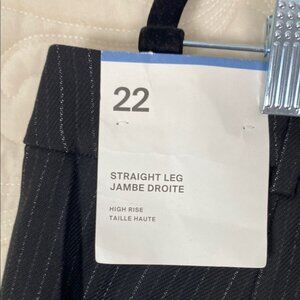 22
STRAIGHT LEG
JAMBE DROITE
HIGH RISE
TAILLE HAUTE